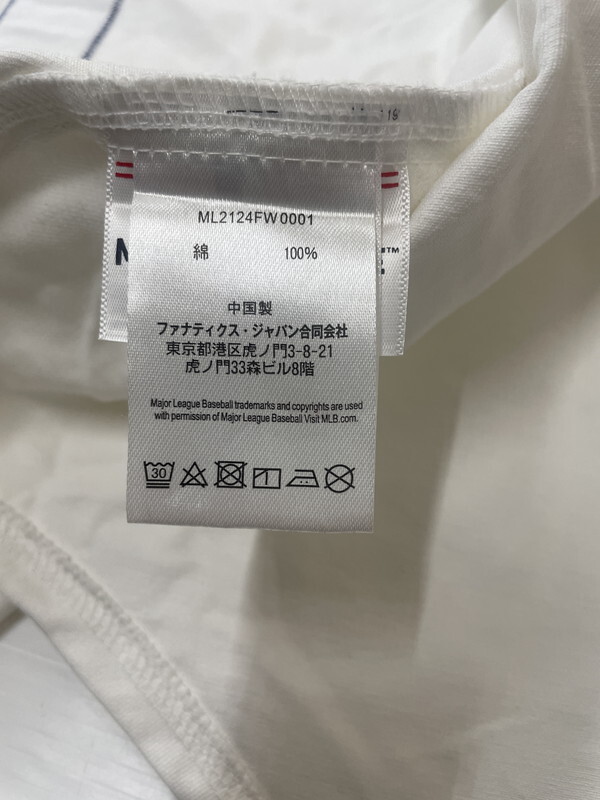 ML2124FW0001
綿 100%
中国製
ファナティクス・ジャパン合同会社
東京都港区虎ノ門3-8-21
虎ノ門33森ビル8階
Major League Baseball trademarks and copyrights are used
with permission of Major League Baseball Visit MLB.com.
30